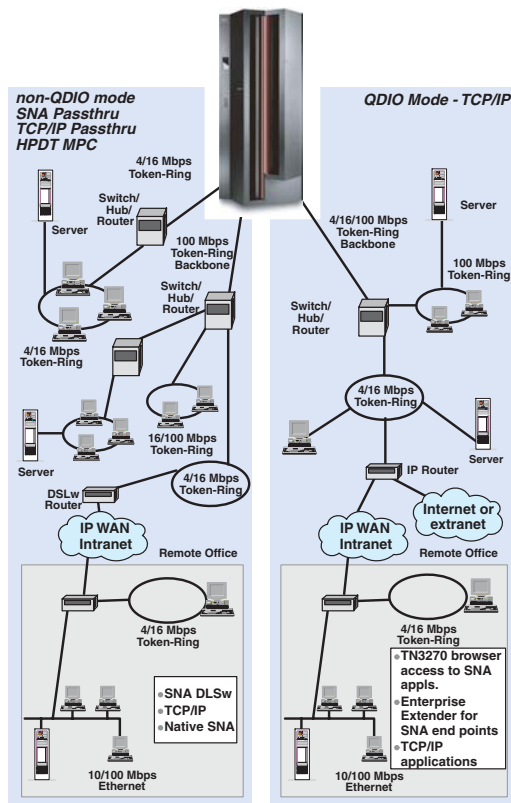 non-QDIO mode
SNA Passthru
TCP/IP Passthru
HPDT MPC
4/16 Mbps
Token-Ring
Switch/
Hub/
Router
Server
100 Mbps
Token-Ring
Backbone
Switch/
Hub/
Router
4/16 Mbps
Token-Ring
16/100 Mbps
Token-Ring
Server
4/16 Mbps
Token-Ring
DSLw
Router
IP WAN
Intranet
Remote Office
4/16 Mbps
Token-Ring
SNA DLSw
TCP/IP
Native SNA
10/100 Mbps
Ethernet
QDIO Mode - TCP/IP
Server
4/16/100 Mbps
Token-Ring
Backbone
100 Mbps
Token-Ring
Switch/
Hub/
Router
4/16 Mbps
Token-Ring
Server
IP Router
Internet or
extranet
IP WAN
Intranet
Remote Office
4/16 Mbps
Token-Ring
TN3270 browser
access to SNA
appls.
Enterprise
Extender for
SNA end points
TCP/IP
applications
10/100 Mbps
Ethernet